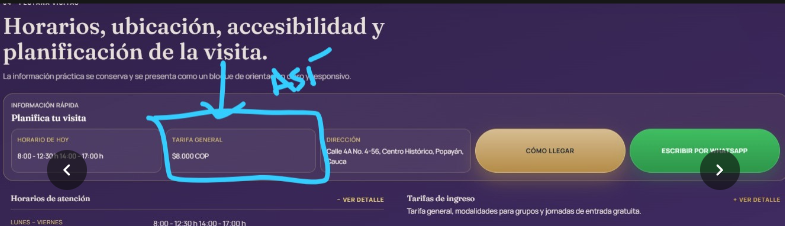 Horarios, ubicación, accesibilidad y
planificación de la visita.
La información práctica se conserva y se presenta como un bloque de orientación claro y responsivo.
ASÍ
INFORMACIÓN RÁPIDA
Planifica tu visita
HORARIO DE HOY
8:00 - 12:30 h 14:00 - 17:00 h
TARIFA GENERAL
$8.000 COP
DIRECCIÓN
Calle 4A No. 4-56, Centro Histórico, Popayán,
Cauca
CÓMO LLEGAR
ESCRIBIR POR WHATSAPP
Horarios de atención
− VER DETALLE
LUNES – VIERNES
8:00 - 12:30 h 14:00 - 17:00 h
Tarifas de ingreso
+ VER DETALLE
Tarifa general, modalidades para grupos y jornadas de entrada gratuita.